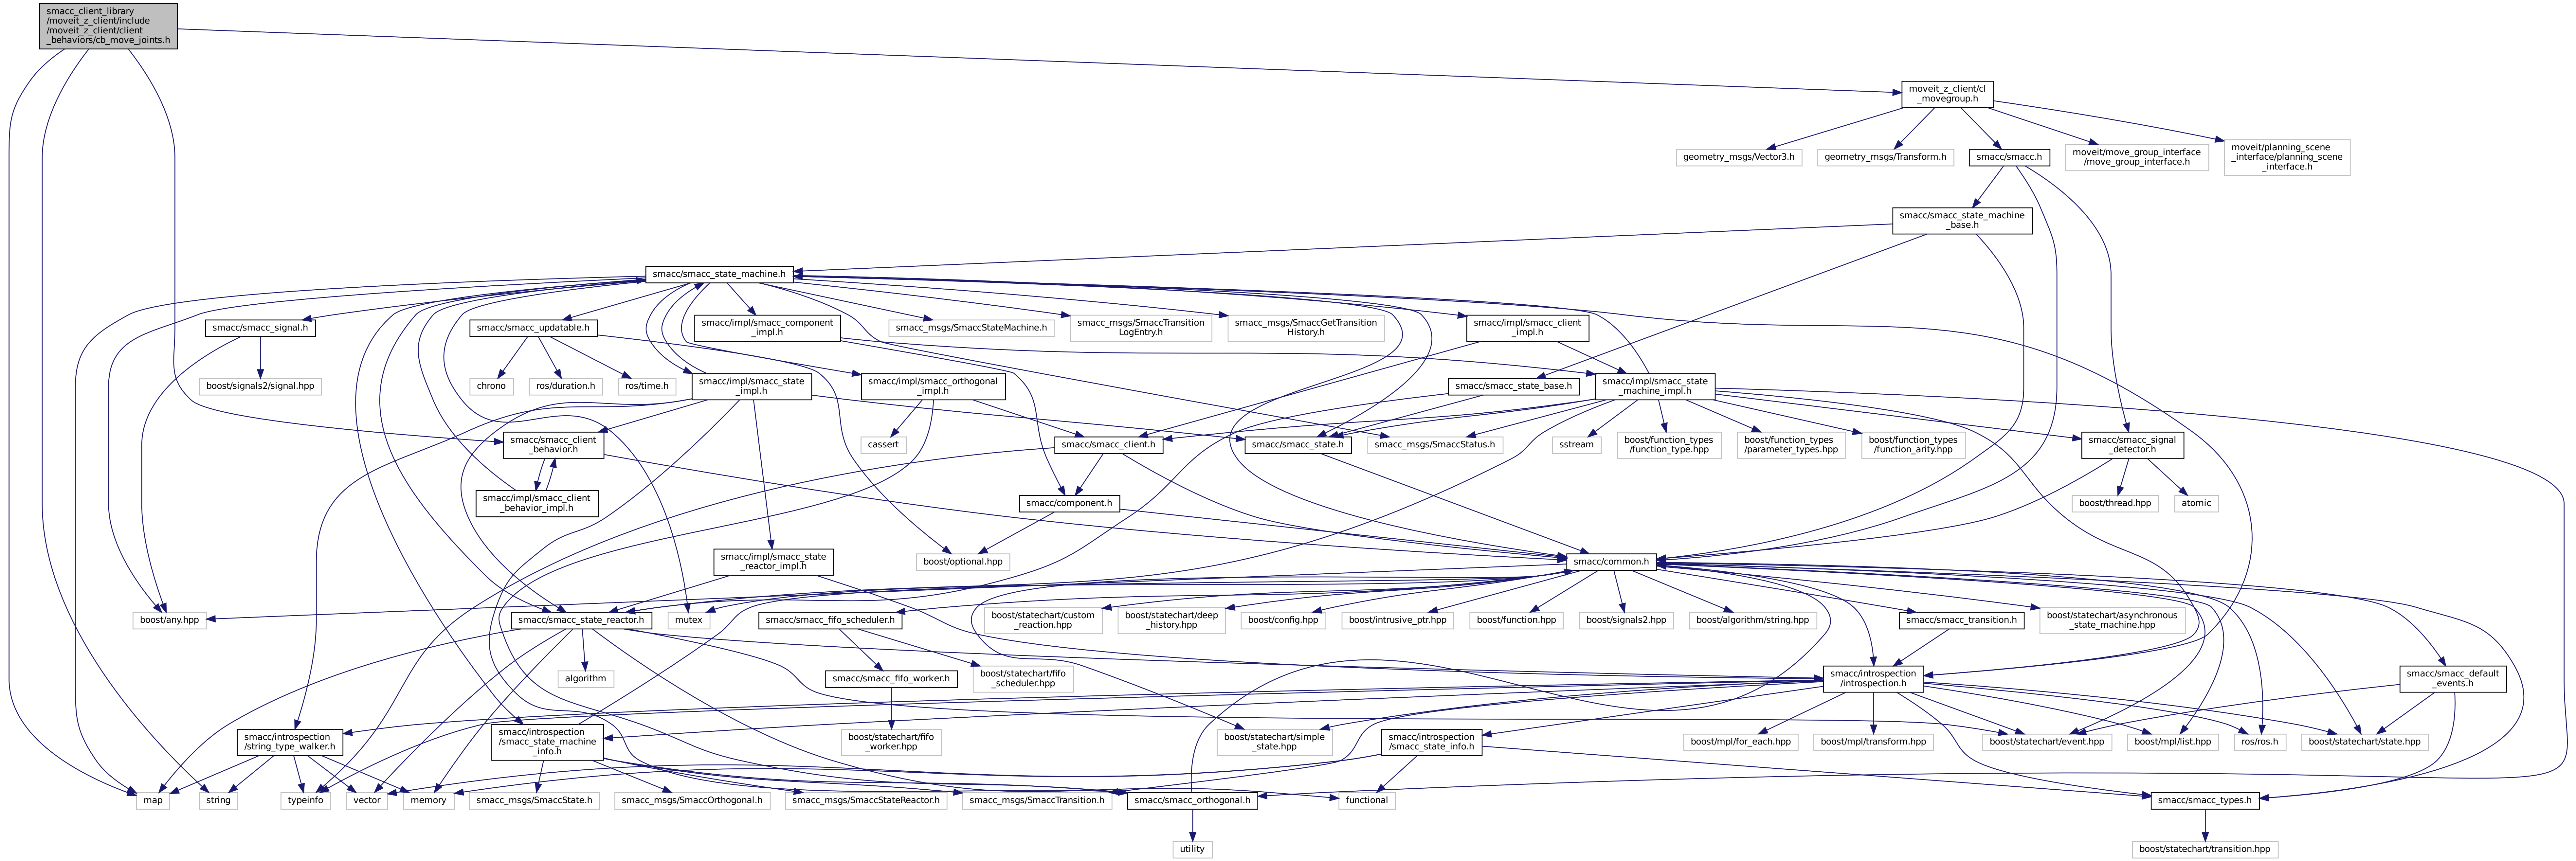 smacc_client_library
/moveit_z_client/include
/moveit_z_client/client
_behaviors/cb_move_joints.h
moveit_z_client/cl
_movegroup.h
geometry_msgs/Vector3.h
geometry_msgs/Transform.h
smacc/smacc.h
moveit/move_group_interface
/move_group_interface.h
moveit/planning_scene
_interface/planning_scene
_interface.h
smacc/smacc_state_machine
_base.h
smacc/smacc_state_machine.h
smacc/smacc_signal.h
smacc/smacc_updatable.h
smacc/impl/smacc_component
_impl.h
smacc_msgs/SmaccStateMachine.h
smacc_msgs/SmaccTransition
LogEntry.h
smacc_msgs/SmaccGetTransition
History.h
smacc/impl/smacc_client
_impl.h
boost/signals2/signal.hpp
chrono
ros/duration.h
ros/time.h
smacc/impl/smacc_state
_impl.h
smacc/impl/smacc_orthogonal
_impl.h
smacc/smacc_state_base.h
smacc/impl/smacc_state
_machine_impl.h
smacc/smacc_client
_behavior.h
cassert
smacc/smacc_client.h
smacc/smacc_state.h
smacc_msgs/SmaccStatus.h
sstream
boost/function_types
/function_type.hpp
boost/function_types
/parameter_types.hpp
boost/function_types
/function_arity.hpp
smacc/smacc_signal
_detector.h
smacc/impl/smacc_client
_behavior_impl.h
smacc/component.h
boost/thread.hpp
atomic
smacc/impl/smacc_state
_reactor_impl.h
boost/optional.hpp
smacc/common.h
boost/any.hpp
smacc/smacc_state_reactor.h
mutex
smacc/smacc_fifo_scheduler.h
boost/statechart/custom
_reaction.hpp
boost/statechart/deep
_history.hpp
boost/config.hpp
boost/intrusive_ptr.hpp
boost/function.hpp
boost/signals2.hpp
boost/algorithm/string.hpp
smacc/smacc_transition.h
boost/statechart/asynchronous
_state_machine.hpp
algorithm
smacc/smacc_fifo_worker.h
boost/statechart/fifo
_scheduler.hpp
smacc/introspection
/introspection.h
smacc/smacc_default
_events.h
smacc/introspection
/string_type_walker.h
smacc/introspection
/smacc_state_machine
_info.h
boost/statechart/fifo
_worker.hpp
boost/statechart/simple
_state.hpp
smacc/introspection
/smacc_state_info.h
boost/mpl/for_each.hpp
boost/mpl/transform.hpp
boost/statechart/event.hpp
boost/mpl/list.hpp
ros/ros.h
boost/statechart/state.hpp
map
string
typeinfo
vector
memory
smacc_msgs/SmaccState.h
smacc_msgs/SmaccOrthogonal.h
smacc_msgs/SmaccStateReactor.h
smacc_msgs/SmaccTransition.h
smacc/smacc_orthogonal.h
functional
smacc/smacc_types.h
utility
boost/statechart/transition.hpp